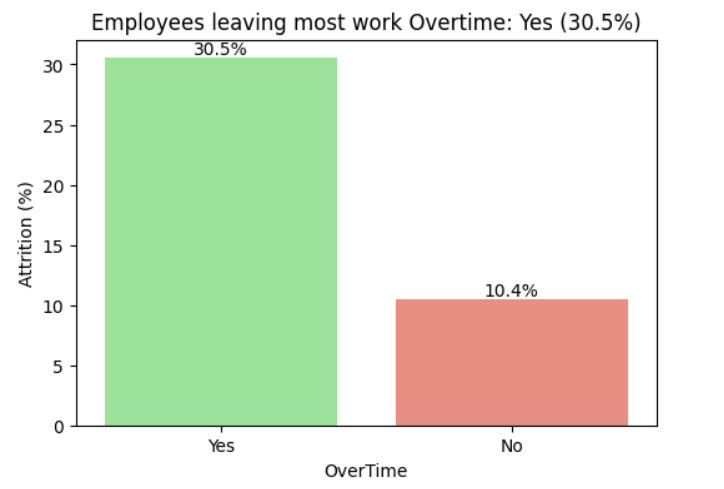 Employees leaving most work Overtime: Yes (30.5%)
30.5%
10.4%
Attrition (%)
30
25
20
15
10
5
0
Yes
No
OverTime